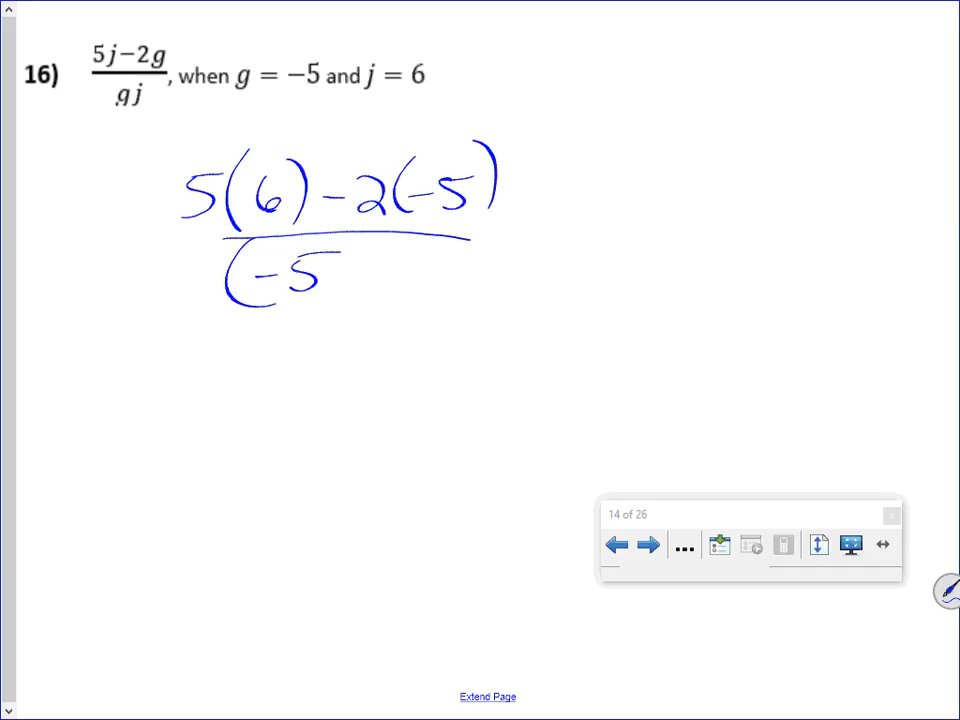 16) 5j−2g / gj, when g = −5 and j = 6
5(6) − 2(−5)
(−5
14 of 26
x
...
Extend Page